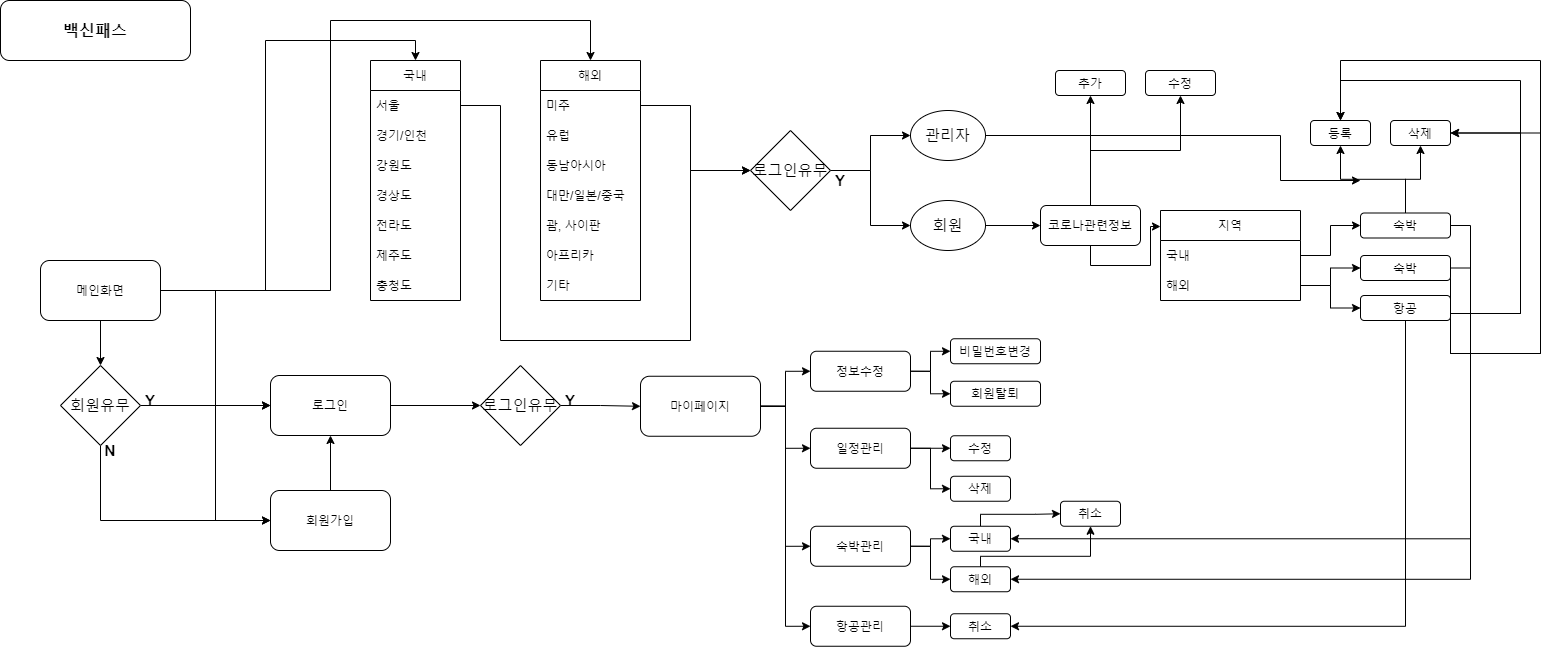 백신패스
국내
서울
경기/인천
강원도
경상도
전라도
제주도
충청도
해외
미주
유럽
동남아시아
대만/일본/중국
괌, 사이판
아프리카
기타
로그인유무
Y
관리자
회원
추가
수정
코로나관련정보
지역
국내
해외
등록
삭제
숙박
숙박
항공
메인화면
회원유무
Y
N
로그인
회원가입
로그인유무
Y
마이페이지
정보수정
비밀번호변경
회원탈퇴
일정관리
수정
삭제
숙박관리
국내
해외
취소
항공관리
취소